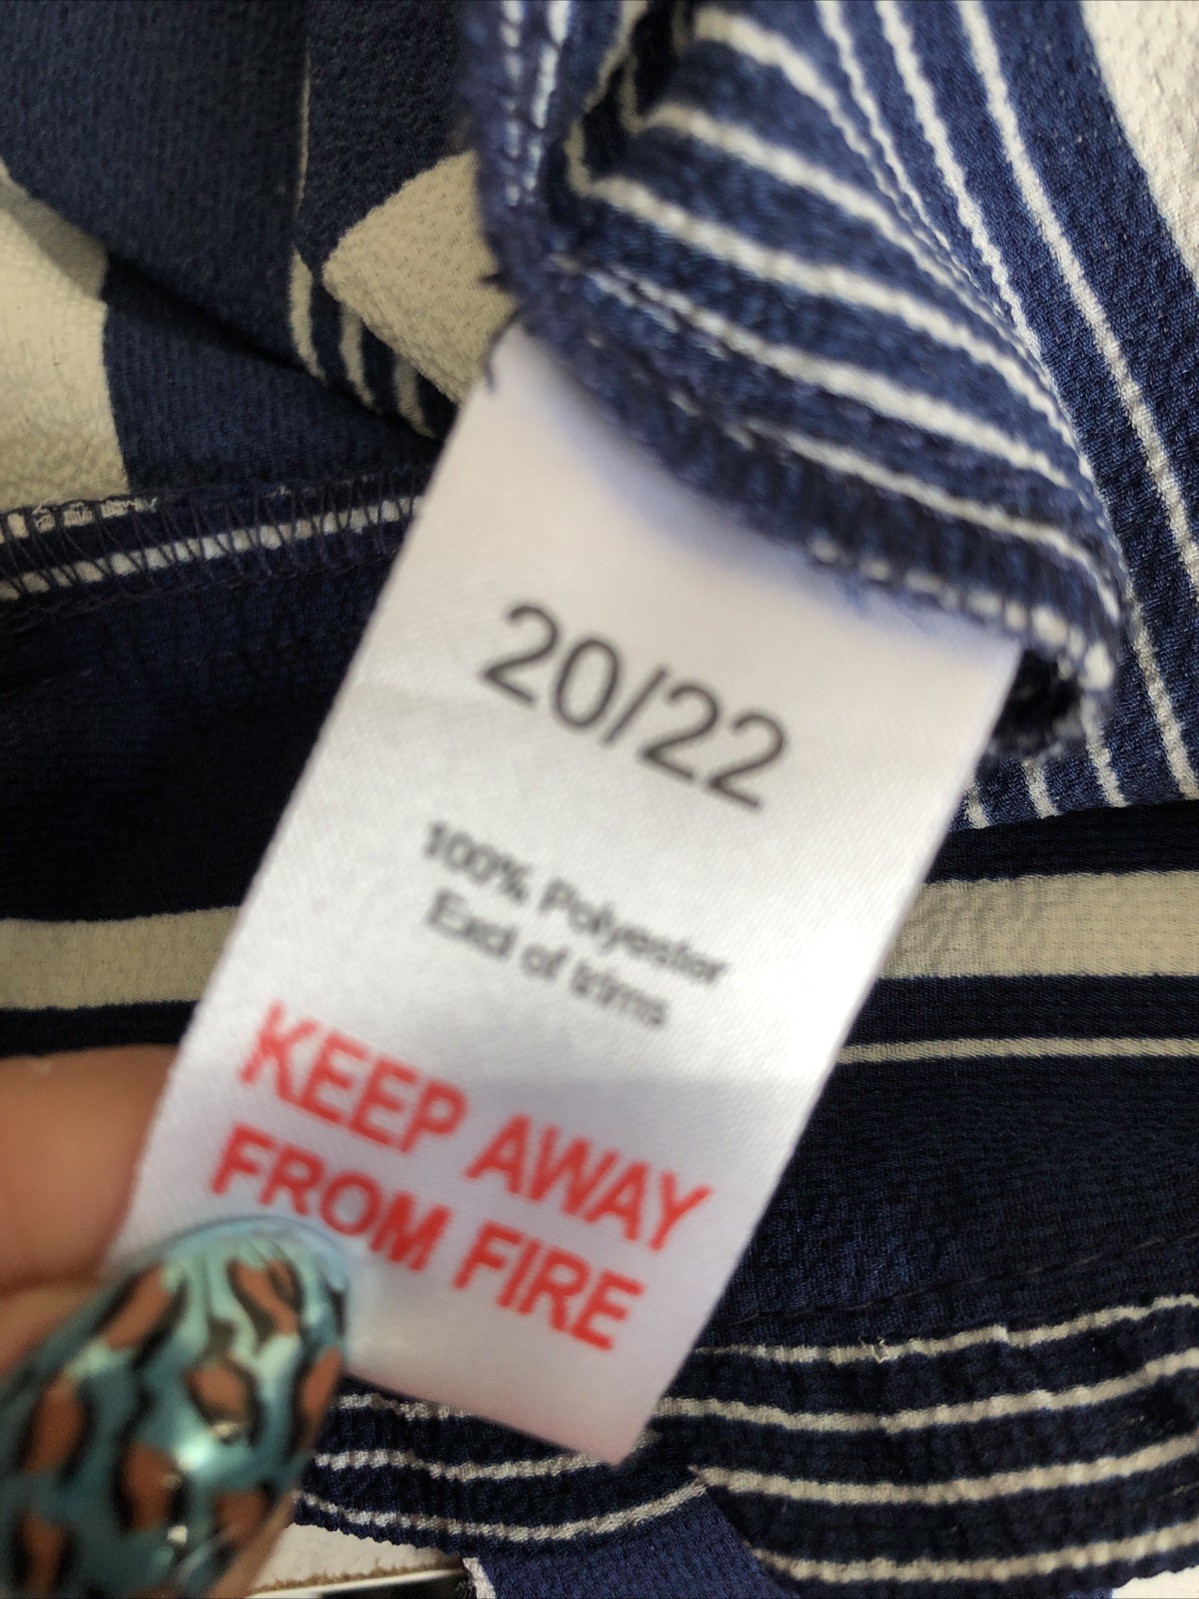 20/22
100% Polyester
Excl of trims
KEEP AWAY
FROM FIRE